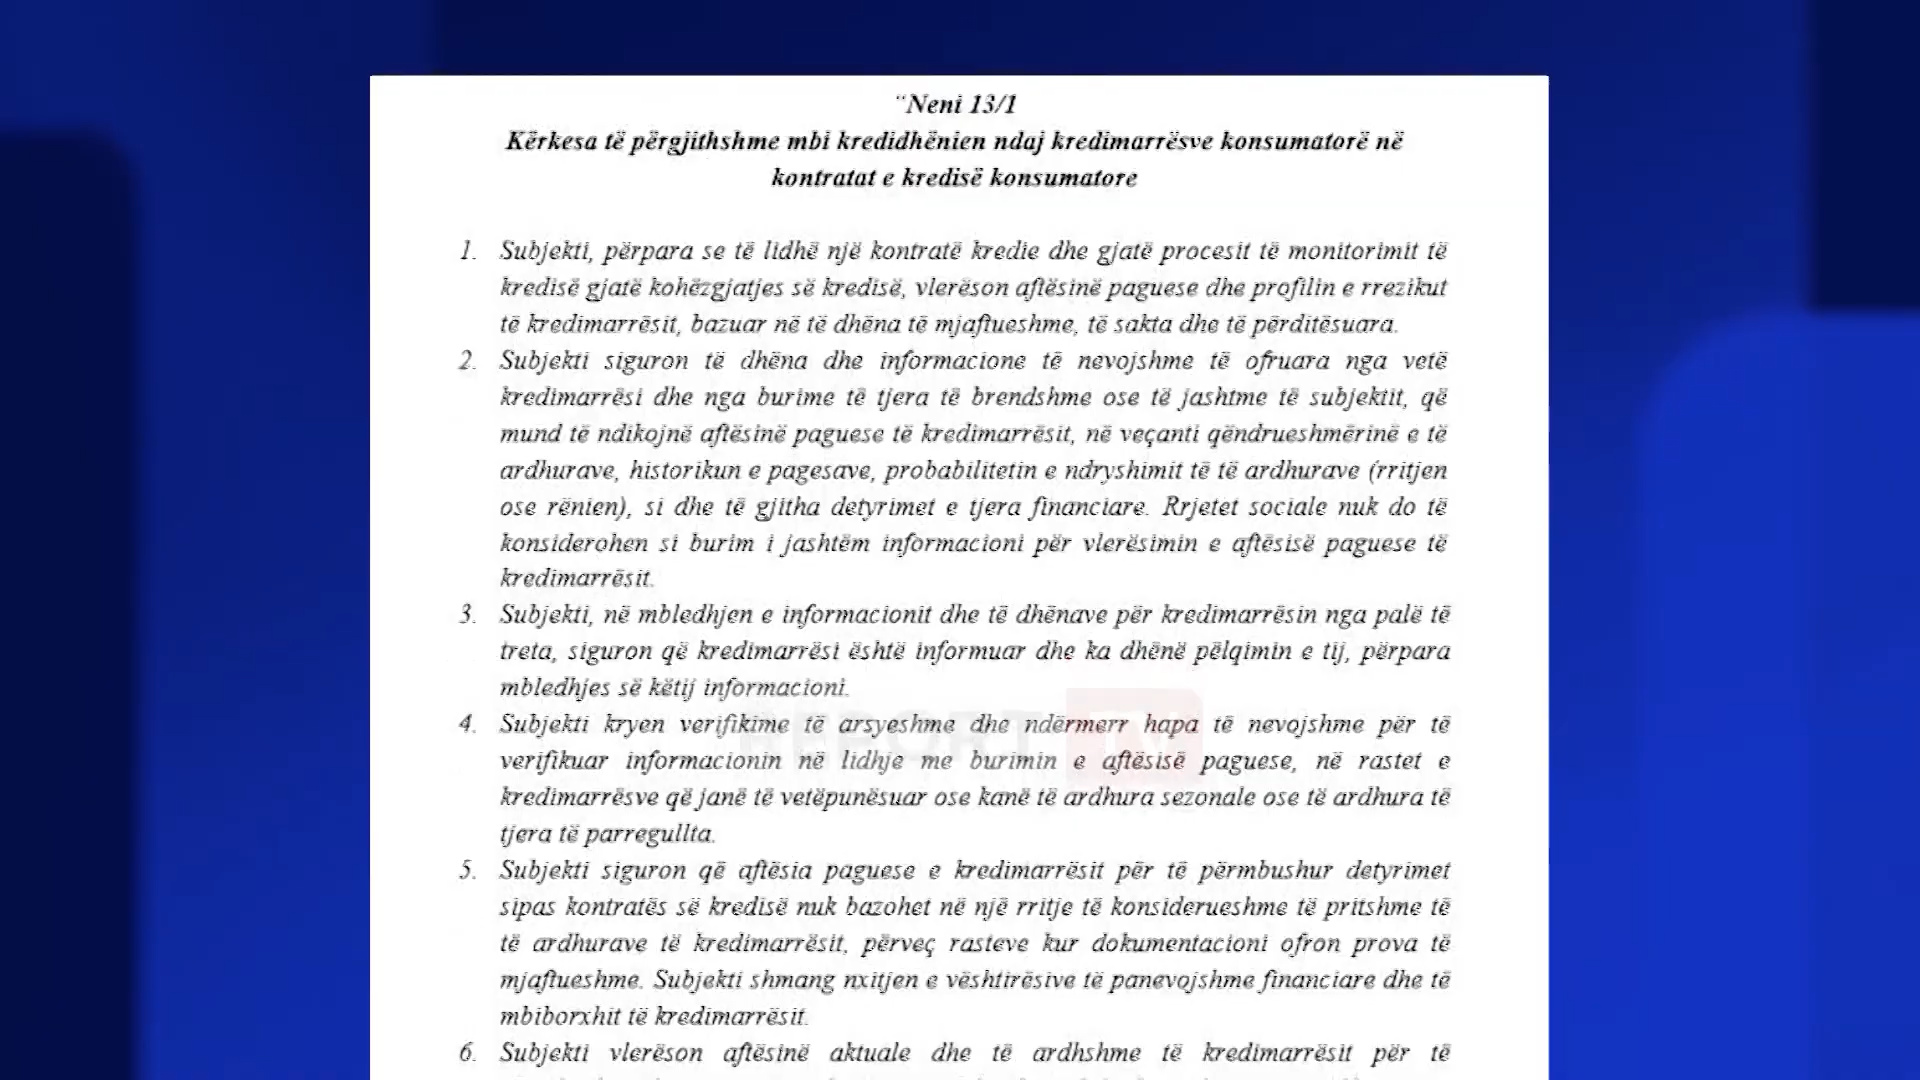 “Neni 13/1
Kërkesa të përgjithshme mbi kredidhënien ndaj kredimarrësve konsumatorë në
kontratat e kredisë konsumatore
1. Subjekti, përpara se të lidhë një kontratë kredie dhe gjatë procesit të monitorimit të
kredisë gjatë kohëzgjatjes së kredisë, vlerëson aftësinë paguese dhe profilin e rrezikut
të kredimarrësit, bazuar në të dhëna të mjaftueshme, të sakta dhe të përditësuara.
2. Subjekti siguron të dhëna dhe informacione të nevojshme të ofruara nga vetë
kredimarrësi dhe nga burime të tjera të brendshme ose të jashtme të subjektit, që
mund të ndikojnë aftësinë paguese të kredimarrësit, në veçanti qëndrueshmërinë e të
ardhurave, historikun e pagesave, probabilitetin e ndryshimit të të ardhurave (rritjen
ose rënien), si dhe të gjitha detyrimet e tjera financiare. Rrjetet sociale nuk do të
konsiderohen si burim i jashtëm informacioni për vlerësimin e aftësisë paguese të
kredimarrësit.
3. Subjekti, në mbledhjen e informacionit dhe të dhënave për kredimarrësin nga palë të
treta, siguron që kredimarrësi është informuar dhe ka dhënë pëlqimin e tij, përpara
mbledhjes së këtij informacioni.
REPORT TV
4. Subjekti kryen verifikime të arsyeshme dhe ndërmerr hapa të nevojshme për të
verifikuar informacionin në lidhje me burimin e aftësisë paguese, në rastet e
kredimarrësve që janë të vetëpunësuar ose kanë të ardhura sezonale ose të ardhura të
tjera të parregullta.
5. Subjekti siguron që aftësia paguese e kredimarrësit për të përmbushur detyrimet
sipas kontratës së kredisë nuk bazohet në një rritje të konsiderueshme të pritshme të
të ardhurave të kredimarrësit, përveç rasteve kur dokumentacioni ofron prova të
mjaftueshme. Subjekti shmang nxitjen e vështirësive të panevojshme financiare dhe të
mbiborxhit të kredimarrësit.
6. Subjekti vlerëson aftësinë aktuale dhe të ardhshme të kredimarrësit për të